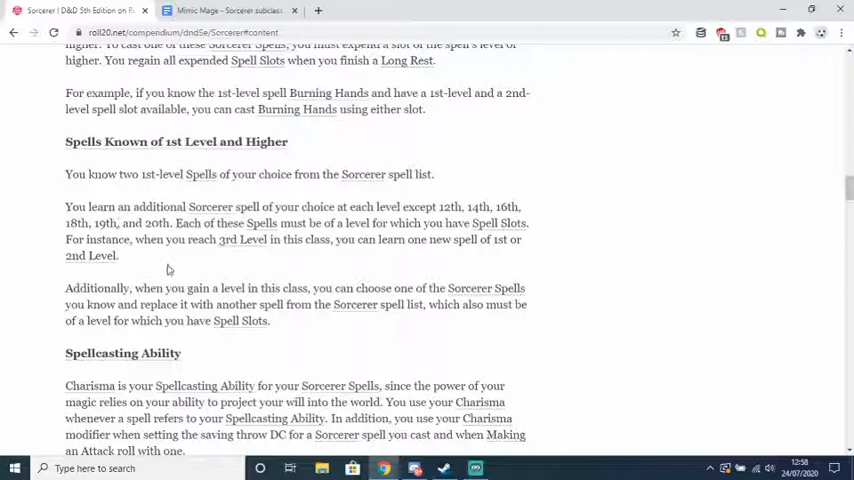 Sorcerer | D&D 5th Edition on Ro
Mimic Mage - Sorcerer subclass
roll20.net/compendium/dnd5e/Sorcerer#content
higher. To cast one of these Sorcerer Spells, you must expend a slot of the spell's level or
higher. You regain all expended Spell Slots when you finish a Long Rest.
For example, if you know the 1st-level spell Burning Hands and have a 1st-level and a 2nd-
level spell slot available, you can cast Burning Hands using either slot.
Spells Known of 1st Level and Higher
You know two 1st-level Spells of your choice from the Sorcerer spell list.
You learn an additional Sorcerer spell of your choice at each level except 12th, 14th, 16th,
18th, 19th, and 20th. Each of these Spells must be of a level for which you have Spell Slots.
For instance, when you reach 3rd Level in this class, you can learn one new spell of 1st or
2nd Level.
Additionally, when you gain a level in this class, you can choose one of the Sorcerer Spells
you know and replace it with another spell from the Sorcerer spell list, which also must be
of a level for which you have Spell Slots.
Spellcasting Ability
Charisma is your Spellcasting Ability for your Sorcerer Spells, since the power of your
magic relies on your ability to project your will into the world. You use your Charisma
whenever a spell refers to your Spellcasting Ability. In addition, you use your Charisma
modifier when setting the saving throw DC for a Sorcerer spell you cast and when Making
an Attack roll with one.
Type here to search
12:58
24/07/2020